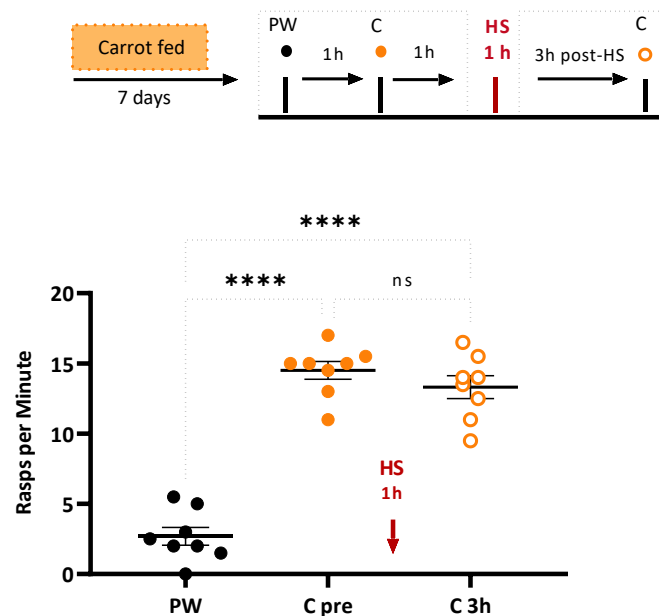 Carrot fed
7 days
PW
1h
C
1h
HS
1h
3h post-HS
C
****
****
ns
20
15
10
5
0
Rasps per Minute
HS
1h
PW
C pre
C 3h